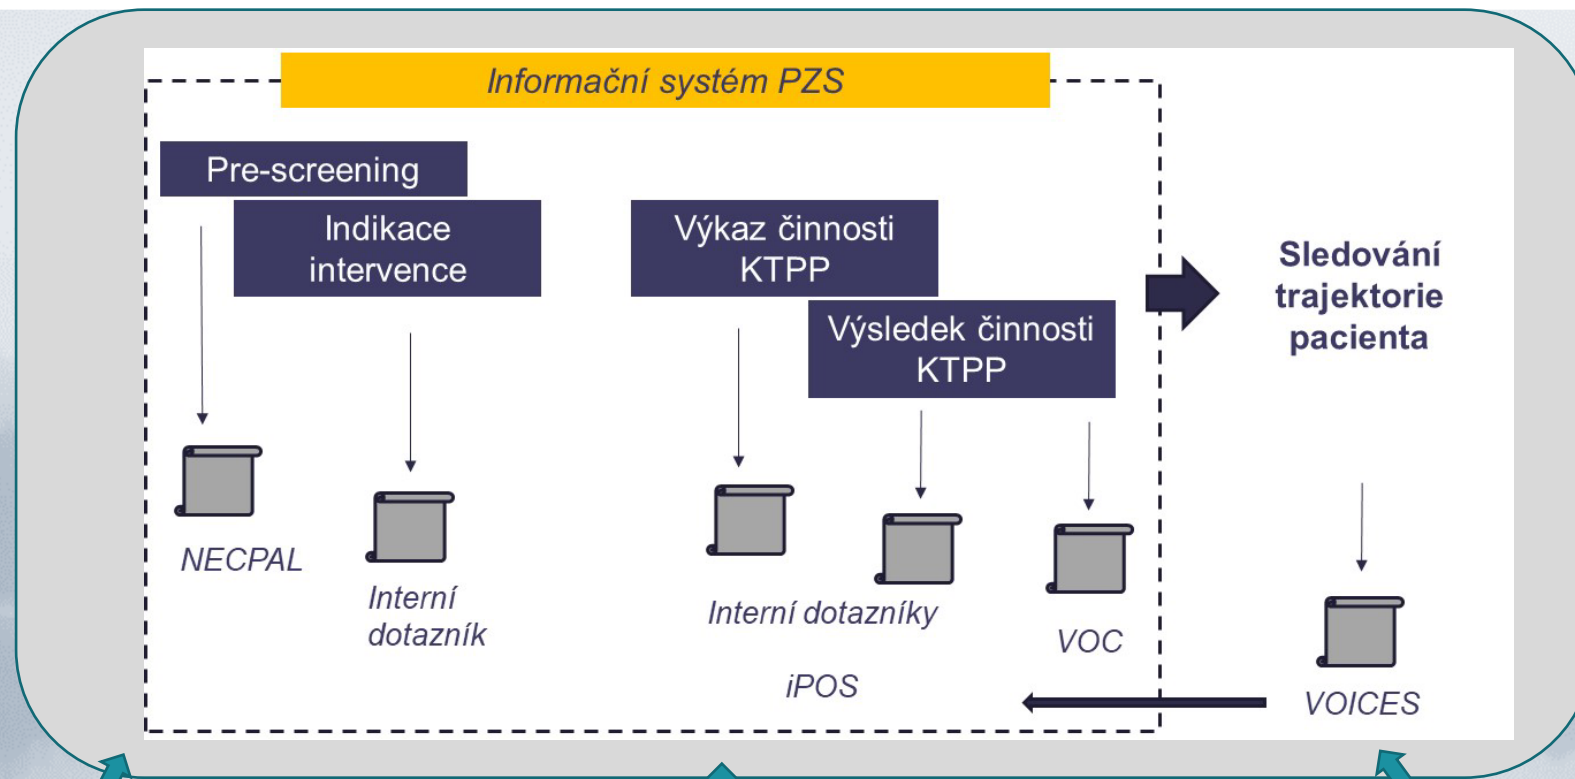 Informační systém PZS
Pre-screening
Indikace
intervence
Výkaz činnosti
KTPP
Výsledek činnosti
KTPP
Sledování
trajektorie
pacienta
NECPAL
Interní
dotazník
Interní dotazníky
iPOS
VOC
VOICES